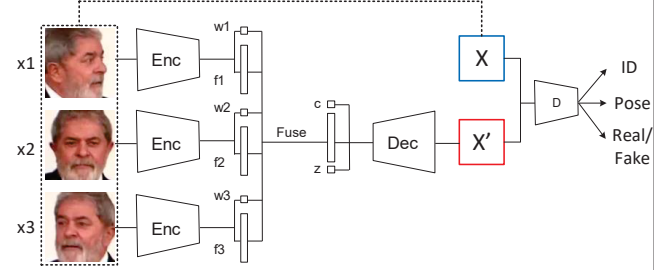 x1
Enc
w1
f1
x2
Enc
w2
f2
x3
Enc
w3
f3
Fuse
c
z
Dec
X
X'
D
ID
Pose
Real/
Fake